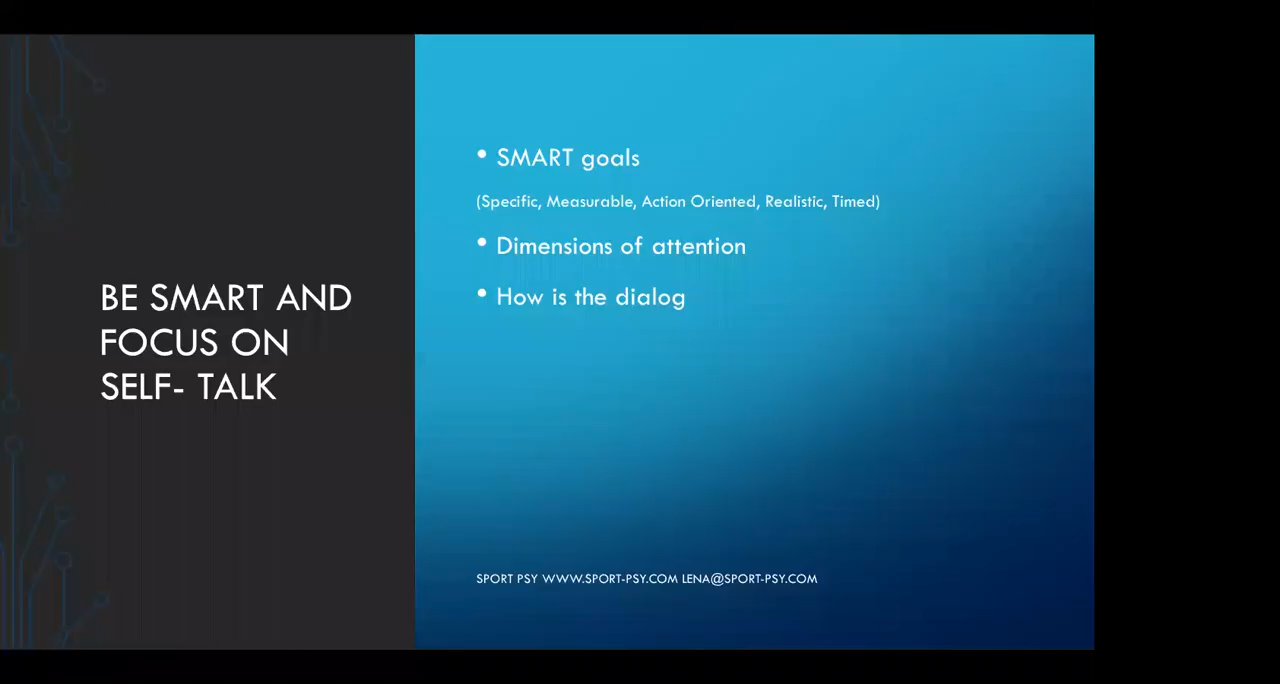 BE SMART AND
FOCUS ON
SELF- TALK
• SMART goals
(Specific, Measurable, Action Oriented, Realistic, Timed)
• Dimensions of attention
• How is the dialog
SPORT PSY WWW.SPORT-PSY.COM LENA@SPORT-PSY.COM